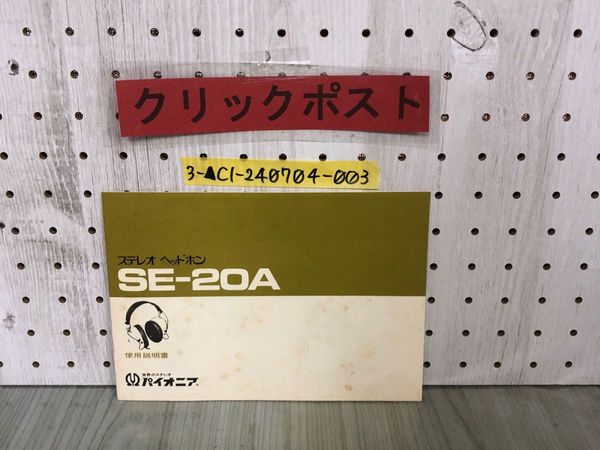 クリックポスト
3-▲C1-240704-003
ステレオ ヘッドホン
SE-20A
使用説明書
世界のステレオ
パイオニア